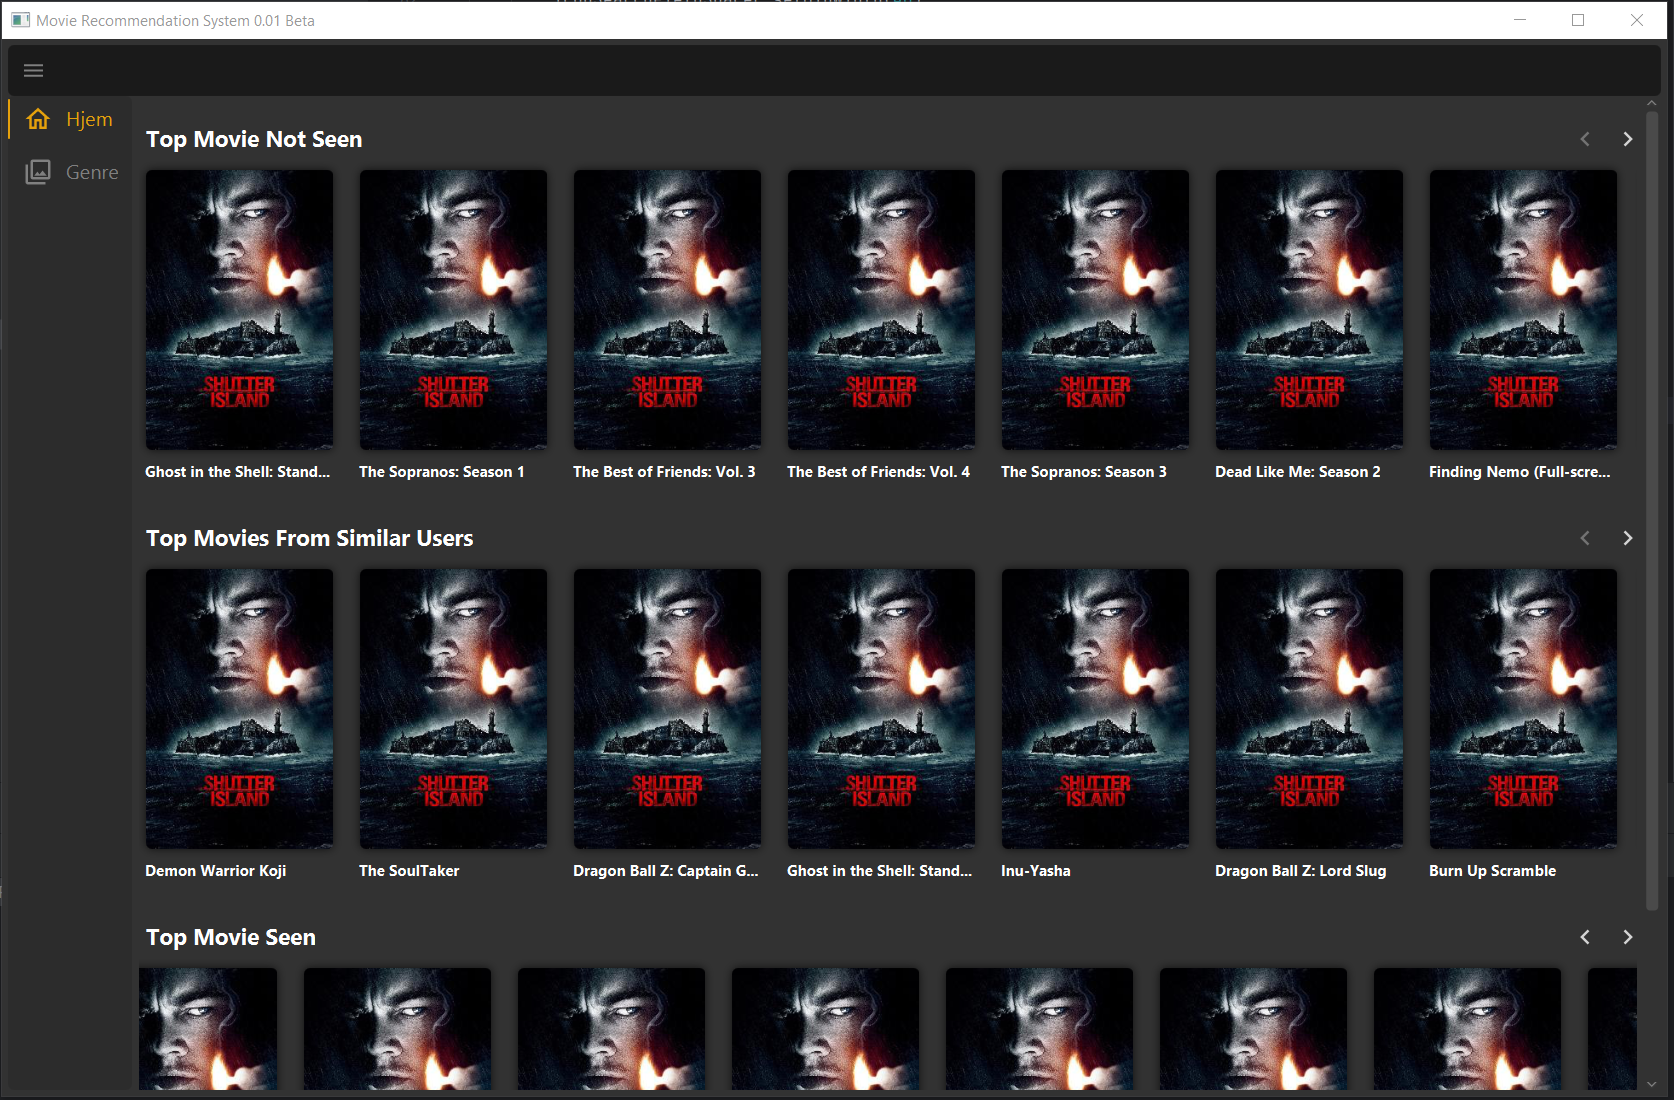 Movie Recommendation System 0.01 Beta
Hjem
Genre
Top Movie Not Seen
SHUTTER ISLAND
SHUTTER ISLAND
SHUTTER ISLAND
SHUTTER ISLAND
SHUTTER ISLAND
SHUTTER ISLAND
SHUTTER ISLAND
Ghost in the Shell: Stand...
The Sopranos: Season 1
The Best of Friends: Vol. 3
The Best of Friends: Vol. 4
The Sopranos: Season 3
Dead Like Me: Season 2
Finding Nemo (Full-scre...
Top Movies From Similar Users
SHUTTER ISLAND
SHUTTER ISLAND
SHUTTER ISLAND
SHUTTER ISLAND
SHUTTER ISLAND
SHUTTER ISLAND
SHUTTER ISLAND
Demon Warrior Koji
The SoulTaker
Dragon Ball Z: Captain G...
Ghost in the Shell: Stand...
Inu-Yasha
Dragon Ball Z: Lord Slug
Burn Up Scramble
Top Movie Seen